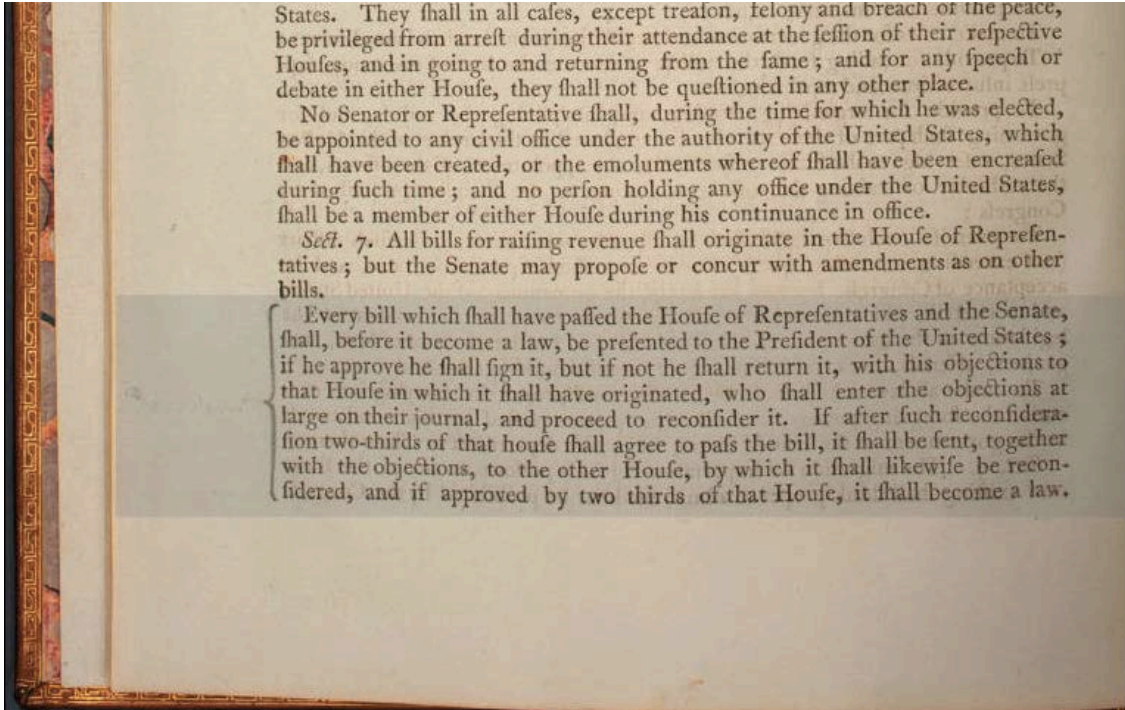 States. They ſhall in all caſes, except treaſon, felony and breach of the peace,
be privileged from arreſt during their attendance at the ſeſſion of their reſpective
Houſes, and in going to and returning from the ſame ; and for any ſpeech or
debate in either Houſe, they ſhall not be queſtioned in any other place.
No Senator or Repreſentative ſhall, during the time for which he was elected,
be appointed to any civil office under the authority of the United States, which
ſhall have been created, or the emoluments whereof ſhall have been encreaſed
during ſuch time ; and no perſon holding any office under the United States,
ſhall be a member of either Houſe during his continuance in office.
Sect. 7. All bills for raiſing revenue ſhall originate in the Houſe of Repreſen-
tatives ; but the Senate may propoſe or concur with amendments as on other
bills.
Every bill which ſhall have paſſed the Houſe of Repreſentatives and the Senate,
ſhall, before it become a law, be preſented to the Preſident of the United States ;
if he approve he ſhall ſign it, but if not he ſhall return it, with his objections to
that Houſe in which it ſhall have originated, who ſhall enter the objections at
large on their journal, and proceed to reconſider it. If after ſuch reconſidera-
ſion two-thirds of that houſe ſhall agree to paſs the bill, it ſhall be ſent, together
with the objections, to the other Houſe, by which it ſhall likewiſe be recon-
ſidered, and if approved by two thirds of that Houſe, it ſhall become a law.